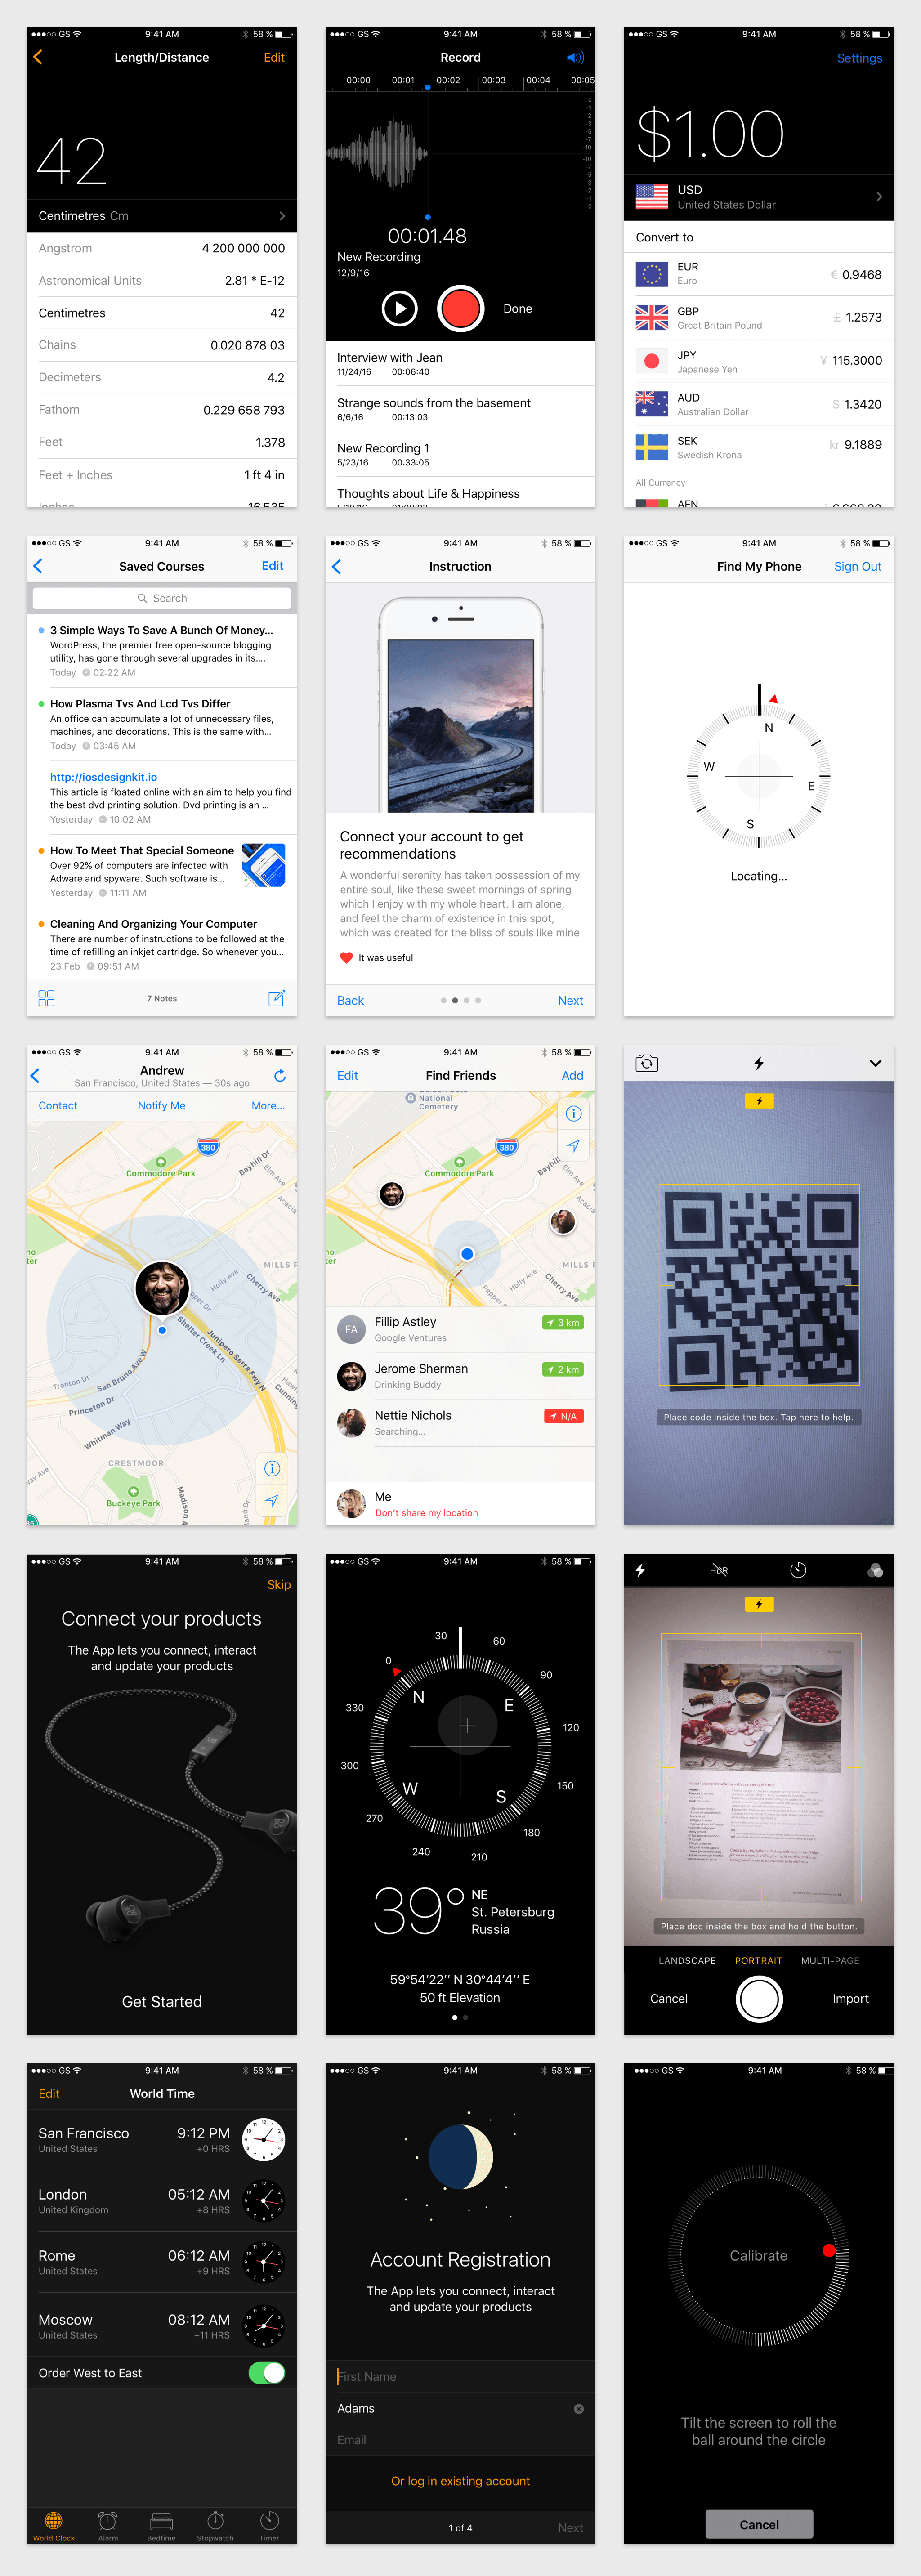 GS 9:41 AM 58 %
Length/Distance Edit
42
Centimetres Cm
Angstrom 4 200 000 000
Astronomical Units 2.81 * E-12
Centimetres 42
Chains 0.020 878 03
Decimeters 4.2
Fathom 0.229 658 793
Feet 1.378
Feet + Inches 1 ft 4 in
Inches 16.535
GS 9:41 AM 58 %
Record
00:00 00:01 00:02 00:03 00:04 00:05
0
-1
-2
-3
-5
-7
-10
-10
-7
-5
-3
-2
-1
0
00:01.48
New Recording
12/9/16
Done
Interview with Jean
11/24/16 00:06:40
Strange sounds from the basement
6/6/16 00:13:03
New Recording 1
5/23/16 00:33:05
Thoughts about Life & Happiness
GS 9:41 AM 58 %
Settings
$1.00
USD
United States Dollar
Convert to
EUR € 0.9468
Euro
GBP £ 1.2573
Great Britain Pound
JPY ¥ 115.3000
Japanese Yen
AUD $ 1.3420
Australian Dollar
SEK kr 9.1889
Swedish Krona
All Currency
AFN
GS 9:41 AM 58 %
Saved Courses Edit
Search
3 Simple Ways To Save A Bunch Of Money...
WordPress, the premier free open-source blogging
utility, has gone through several upgrades in its....
Today 02:22 AM
How Plasma Tvs And Lcd Tvs Differ
An office can accumulate a lot of unnecessary files,
machines, and decorations. This is the same with...
Today 03:45 AM
http://iosdesignkit.io
This article is floated online with an aim to help you find
the best dvd printing solution. Dvd printing is an ...
Yesterday 10:02 AM
How To Meet That Special Someone
Over 92% of computers are infected with
Adware and spyware. Such software is...
Yesterday 11:11 AM
Cleaning And Organizing Your Computer
There are number of instructions to be followed at the
time of refilling an inkjet cartridge. So whenever you...
23 Feb 09:51 AM
7 Notes
GS 9:41 AM 58 %
Instruction
Connect your account to get
recommendations
A wonderful serenity has taken possession of my
entire soul, like these sweet mornings of spring
which I enjoy with my whole heart. I am alone,
and feel the charm of existence in this spot,
which was created for the bliss of souls like mine
It was useful
Back Next
GS 9:41 AM 58 %
Find My Phone Sign Out
N
W
E
S
Locating...
GS 9:41 AM 58 %
Andrew
San Francisco, United States — 30s ago
Contact Notify Me More...
380
Commodore Park
Bayhill Dr
Elm Ave
Acacia
MILLS
Holly Ave
Cherry Ave
Shelter Creek Ln
Junipero Serra Fwy N
San Bruno Ave W
Trenton Dr
Princeton Dr
Whitman Way
CRESTMOOR
Buckeye Park
Madison A
GS 9:41 AM 58 %
Edit Find Friends Add
National
Cemetery
380
Commodore Park
Bayhill
Elm Ave
Acacia
MILLS
Holly Ave
Cherry Ave
Fillip Astley 3 km
FA
Google Ventures
Jerome Sherman 2 km
Drinking Buddy
Nettie Nichols N/A
Searching...
Me
Don't share my location
Place code inside the box. Tap here to help.
GS 9:41 AM 58 %
Skip
Connect your products
The App lets you connect, interact
and update your products
Get Started
GS 9:41 AM 58 %
30
60
0
90
330
N
E
120
300
150
W
S
270
180
240
210
39° NE
St. Petersburg
Russia
59°54'22'' N 30°44'4'' E
50 ft Elevation
HDR
Place doc inside the box and hold the button.
LANDSCAPE PORTRAIT MULTI-PAGE
Cancel Import
GS 9:41 AM 58 %
Edit World Time
San Francisco 9:12 PM
United States +0 HRS
London 05:12 AM
United Kingdom +8 HRS
Rome 06:12 AM
United States +9 HRS
Moscow 08:12 AM
United States +11 HRS
Order West to East
World Clock Alarm Bedtime Stopwatch Timer
GS 9:41 AM 58 %
Account Registration
The App lets you connect, interact
and update your products
First Name
Adams
Email
Or log in existing account
1 of 4 Next
GS 9:41 AM 58 %
Calibrate
Tilt the screen to roll the
ball around the circle
Cancel